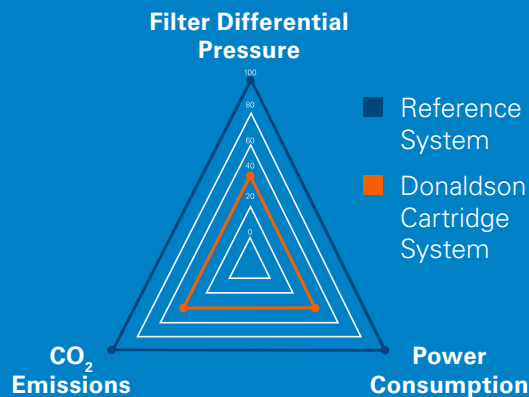 Filter Differential
Pressure
100
80
60
40
20
0
Reference
System
Donaldson
Cartridge
System
CO₂
Emissions
Power
Consumption